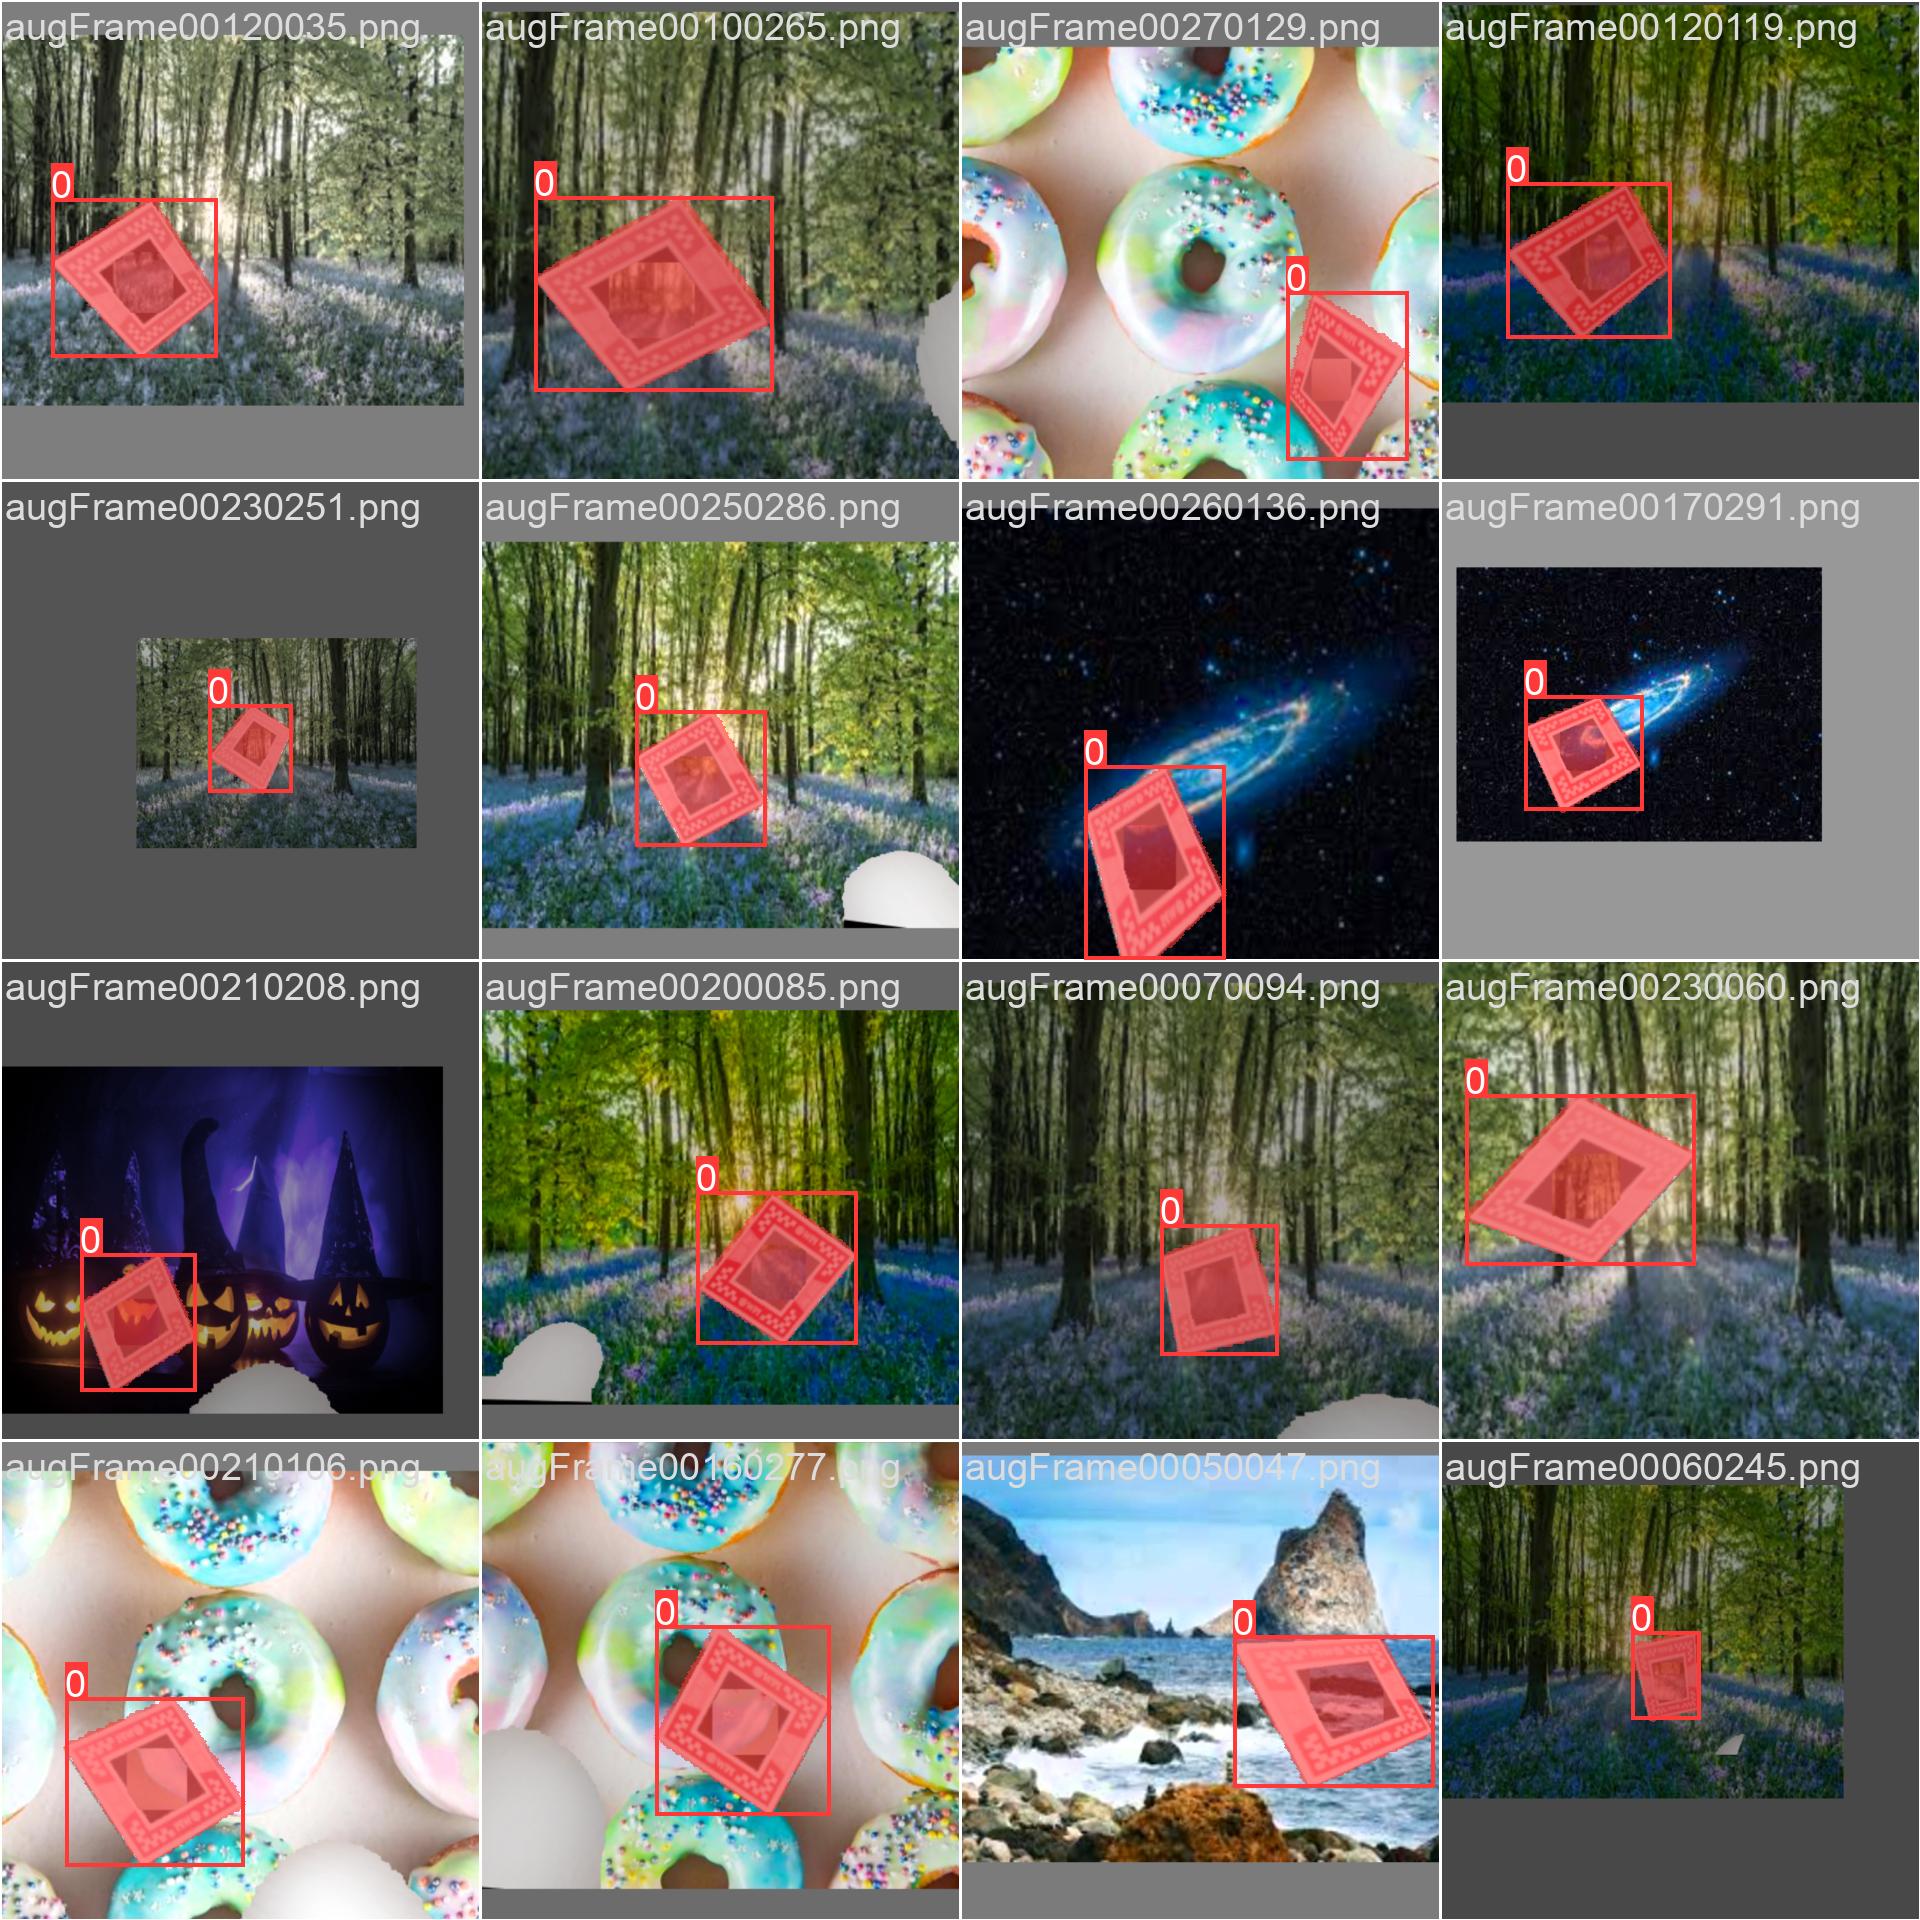 augFrame00120035.png
augFrame00100265.png
augFrame00270129.png
augFrame00120119.png
0
0
0
0
augFrame00230251.png
augFrame00250286.png
augFrame00260136.png
augFrame00170291.png
0
0
0
0
augFrame00210208.png
augFrame00200085.png
augFrame00070094.png
augFrame00230060.png
0
0
0
0
augFrame00210106.png
augFrame00160277.png
augFrame00050047.png
augFrame00060245.png
0
0
0
0